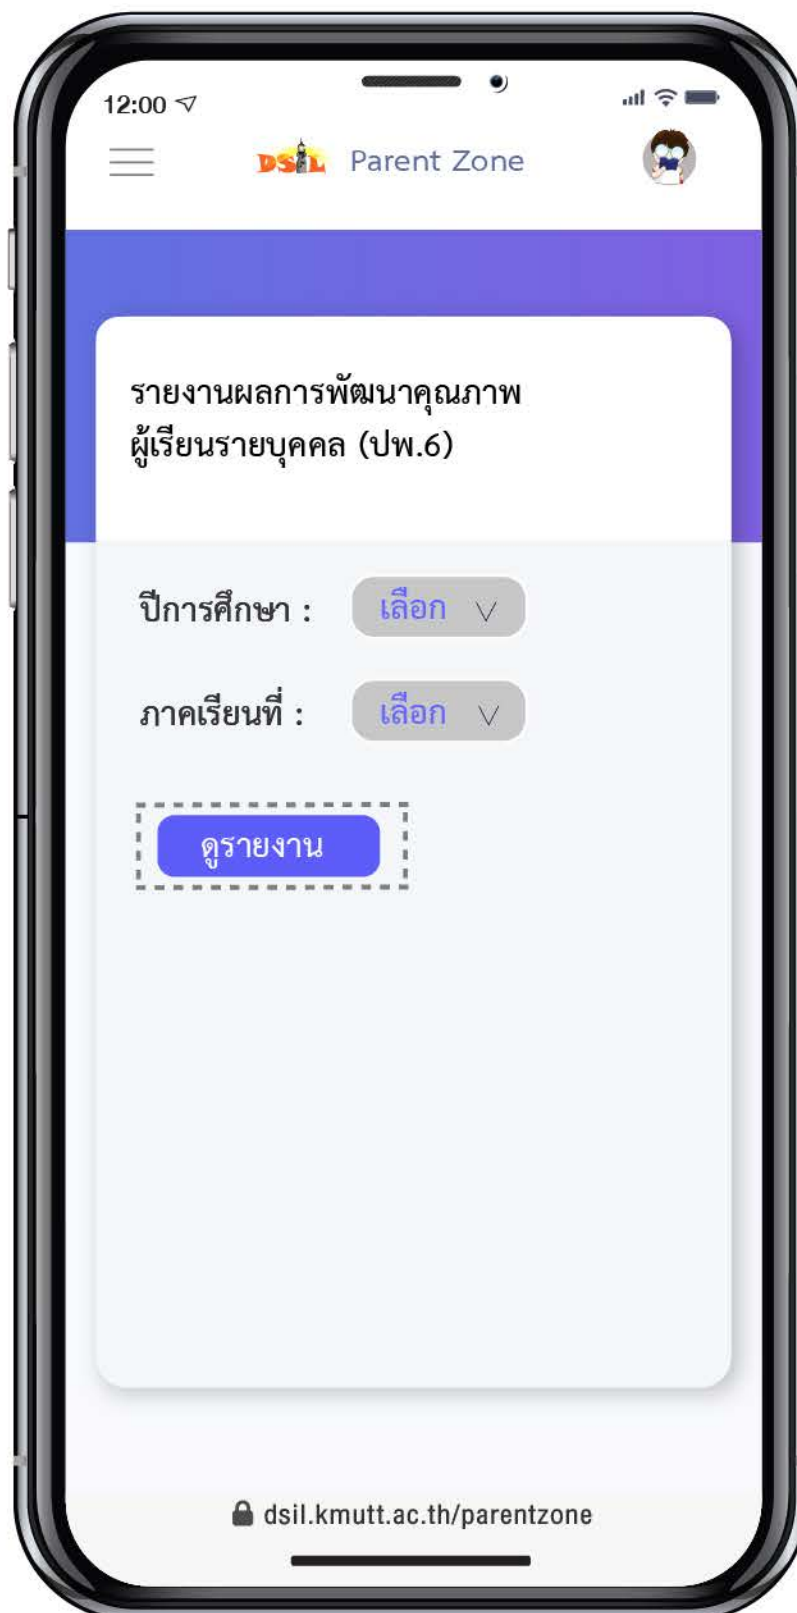 12:00
DSIL Parent Zone
รายงานผลการพัฒนาคุณภาพ
ผู้เรียนรายบุคคล (ปพ.6)
ปีการศึกษา : เลือก
ภาคเรียนที่ : เลือก
ดูรายงาน
dsil.kmutt.ac.th/parentzone